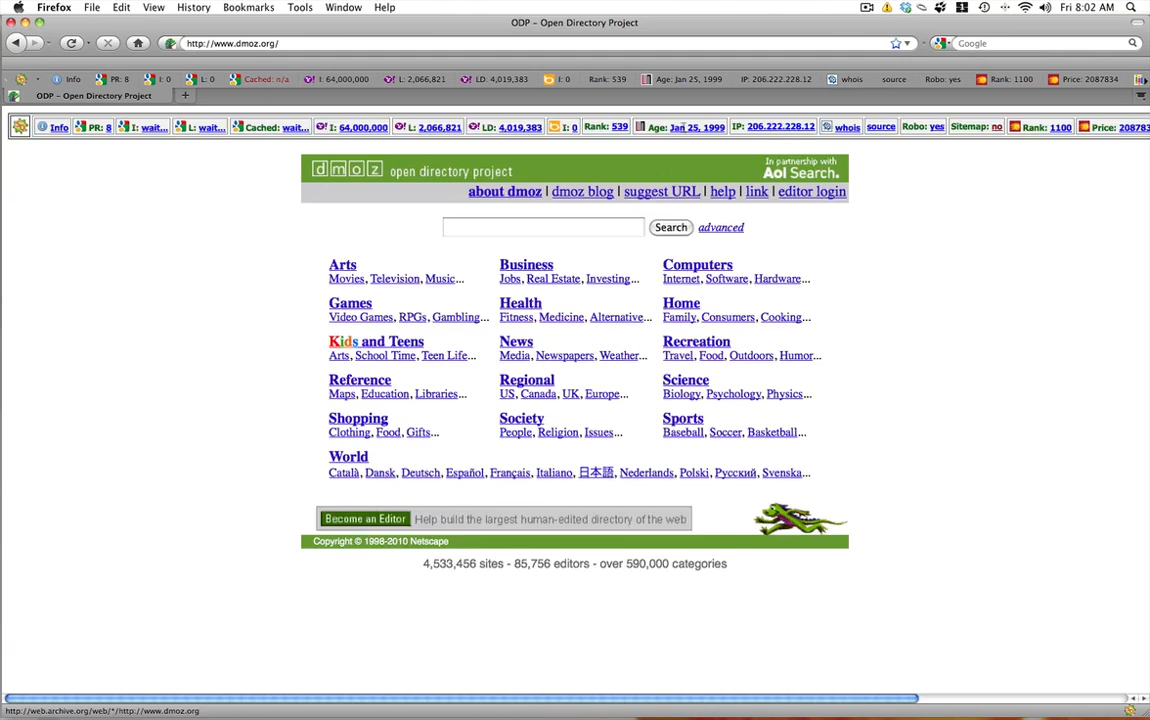 Firefox File Edit View History Bookmarks Tools Window Help Fri 8:02 AM
ODP – Open Directory Project
http://www.dmoz.org/ Google
Info PR: 8 I: 0 L: 0 Cached: n/a I: 64,000,000 L: 2,066,821 LD: 4,019,383 I: 0 Rank: 539 Age: Jan 25, 1999 IP: 206.222.228.12 whois source Robo: yes Rank: 1100 Price: 2087834
ODP – Open Directory Project
Info PR: 8 I: wait... L: wait... Cached: wait... I: 64,000,000 L: 2,066,821 LD: 4,019,383 I: 0 Rank: 539 Age: Jan 25, 1999 IP: 206.222.228.12 whois source Robo: yes Sitemap: no Rank: 1100 Price: 208783
dmoz open directory project
In partnership with
Aol Search.
about dmoz | dmoz blog | suggest URL | help | link | editor login
Search advanced
Arts Business Computers
Movies, Television, Music... Jobs, Real Estate, Investing... Internet, Software, Hardware...
Games Health Home
Video Games, RPGs, Gambling... Fitness, Medicine, Alternative... Family, Consumers, Cooking...
Kids and Teens News Recreation
Arts, School Time, Teen Life... Media, Newspapers, Weather... Travel, Food, Outdoors, Humor...
Reference Regional Science
Maps, Education, Libraries... US, Canada, UK, Europe... Biology, Psychology, Physics...
Shopping Society Sports
Clothing, Food, Gifts... People, Religion, Issues... Baseball, Soccer, Basketball...
World
Català, Dansk, Deutsch, Español, Français, Italiano, 日本語, Nederlands, Polski, Русский, Svenska...
Become an Editor Help build the largest human-edited directory of the web
Copyright © 1998-2010 Netscape
4,533,456 sites - 85,756 editors - over 590,000 categories
http://web.archive.org/web/*/http://www.dmoz.org